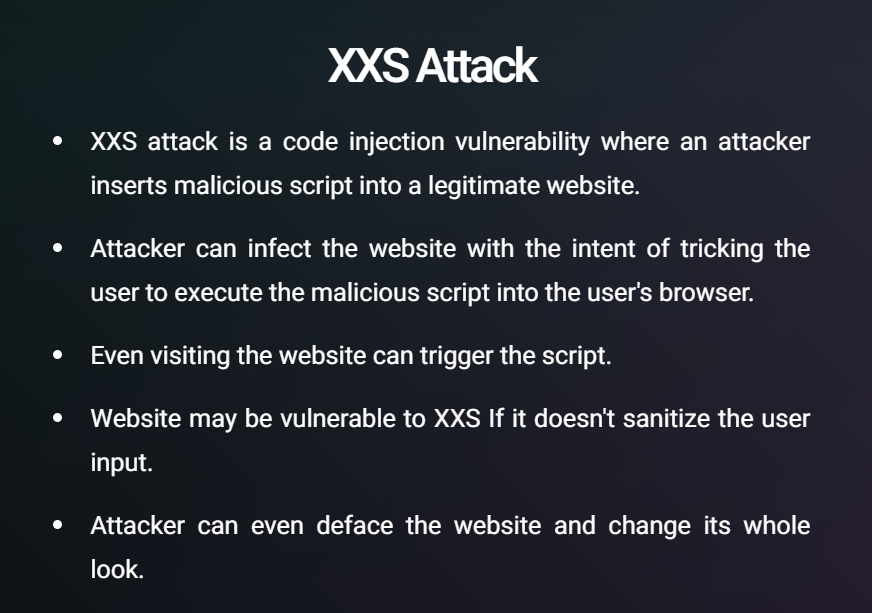 XXS Attack
• XXS attack is a code injection vulnerability where an attacker
inserts malicious script into a legitimate website.
• Attacker can infect the website with the intent of tricking the
user to execute the malicious script into the user's browser.
• Even visiting the website can trigger the script.
• Website may be vulnerable to XXS If it doesn't sanitize the user
input.
• Attacker can even deface the website and change its whole
look.